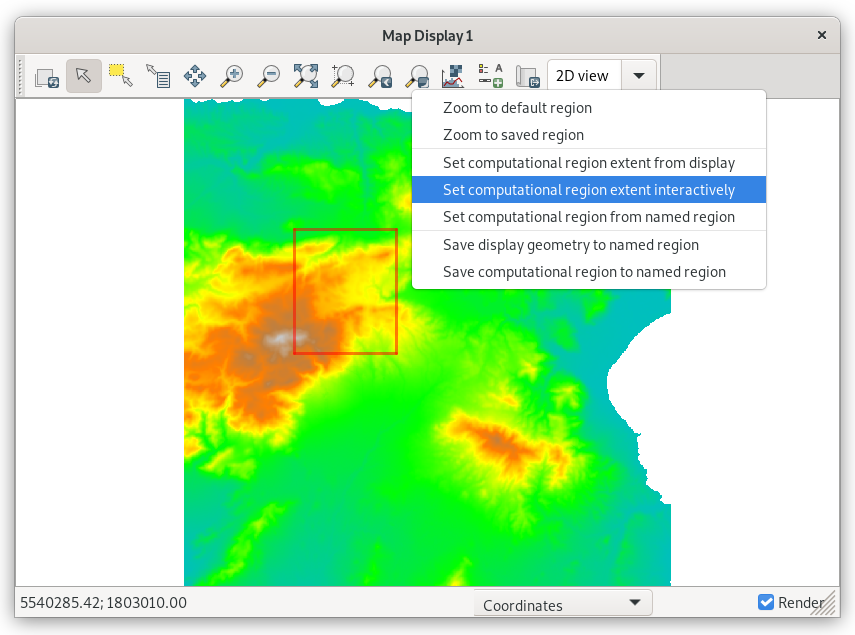 Map Display 1
2D view
Zoom to default region
Zoom to saved region
Set computational region extent from display
Set computational region extent interactively
Set computational region from named region
Save display geometry to named region
Save computational region to named region
5540285.42; 1803010.00
Coordinates
Render